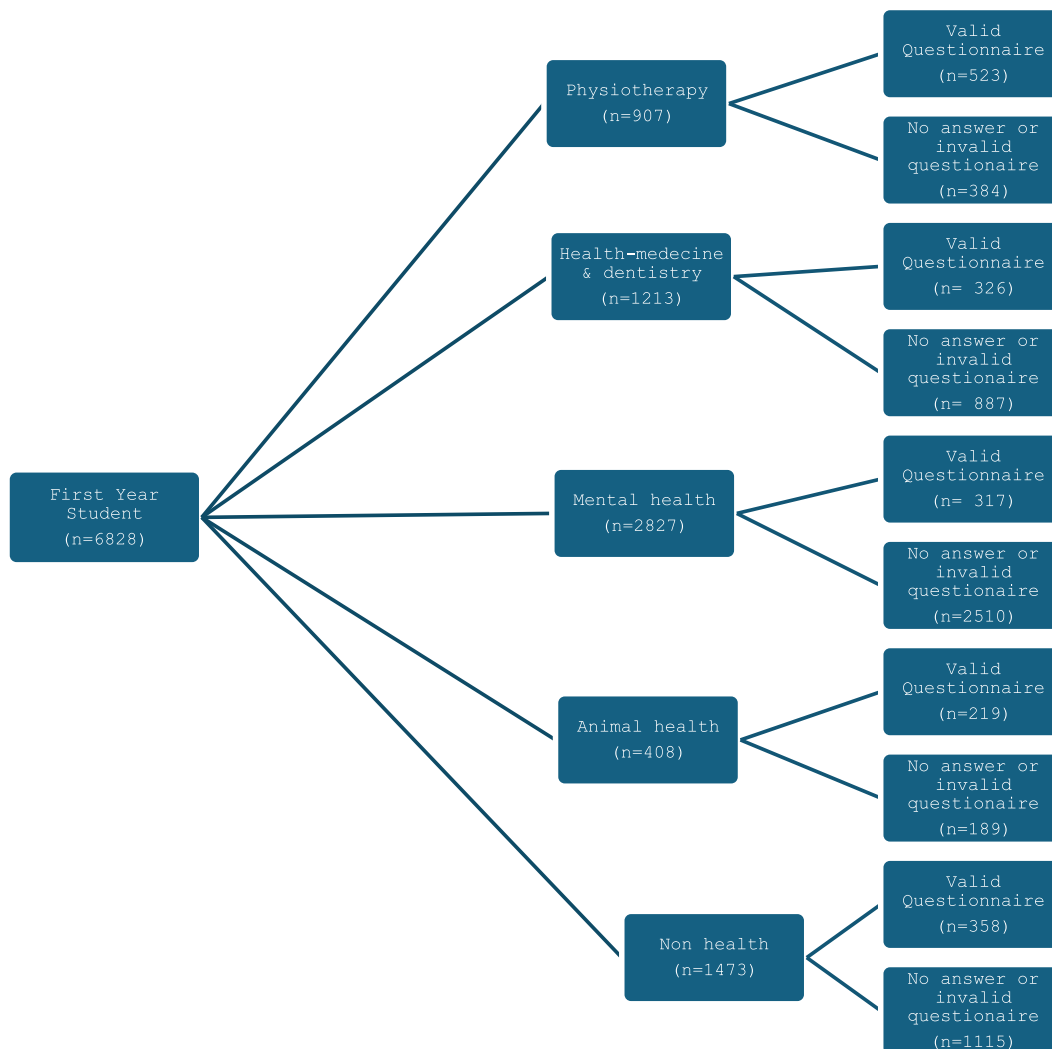 First Year
Student
(n=6828)
Physiotherapy
(n=907)
Valid
Questionnaire
(n=523)
No answer or
invalid
questionaire
(n=384)
Health-medecine
& dentistry
(n=1213)
Valid
Questionnaire
(n= 326)
No answer or
invalid
questionaire
(n= 887)
Mental health
(n=2827)
Valid
Questionnaire
(n= 317)
No answer or
invalid
questionaire
(n=2510)
Animal health
(n=408)
Valid
Questionnaire
(n=219)
No answer or
invalid
questionaire
(n=189)
Non health
(n=1473)
Valid
Questionnaire
(n=358)
No answer or
invalid
questionaire
(n=1115)